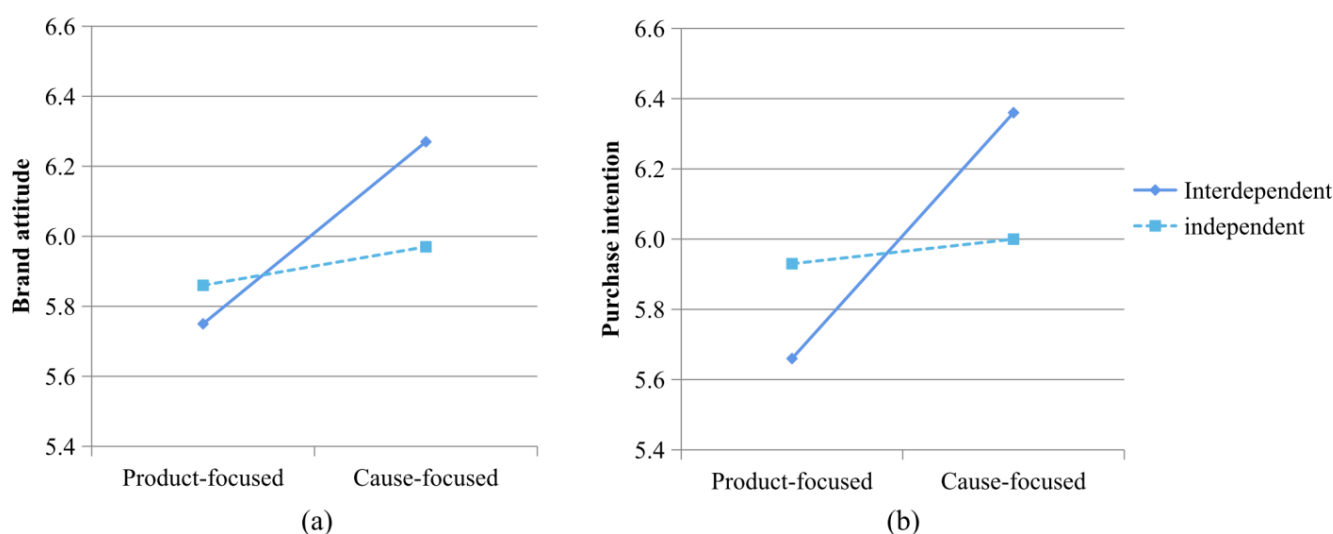 6.6
6.4
6.2
6.0
5.8
5.6
5.4
Brand attitude
Product-focused Cause-focused
(a)
6.6
6.4
6.2
6.0
5.8
5.6
5.4
Purchase intention
Product-focused Cause-focused
(b)
Interdependent
independent